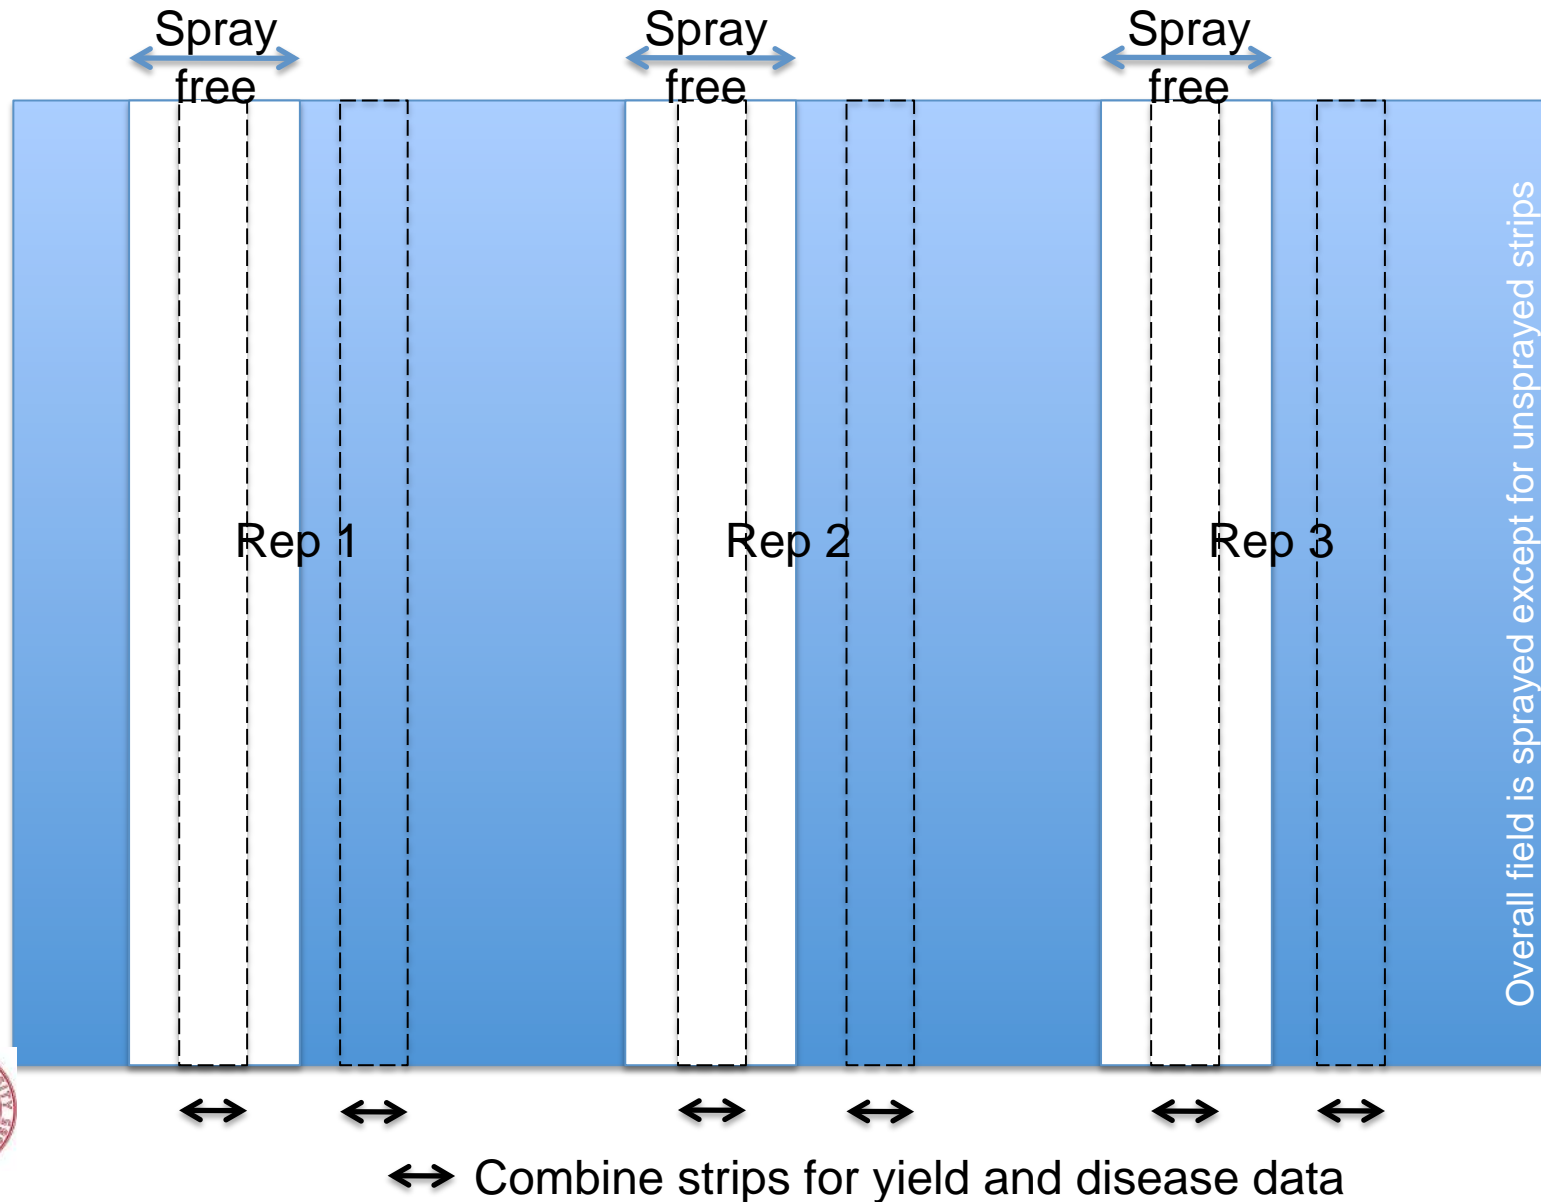 Spray
free
Spray
free
Spray
free
Rep 1
Rep 2
Rep 3
Overall field is sprayed except for unsprayed strips
Combine strips for yield and disease data